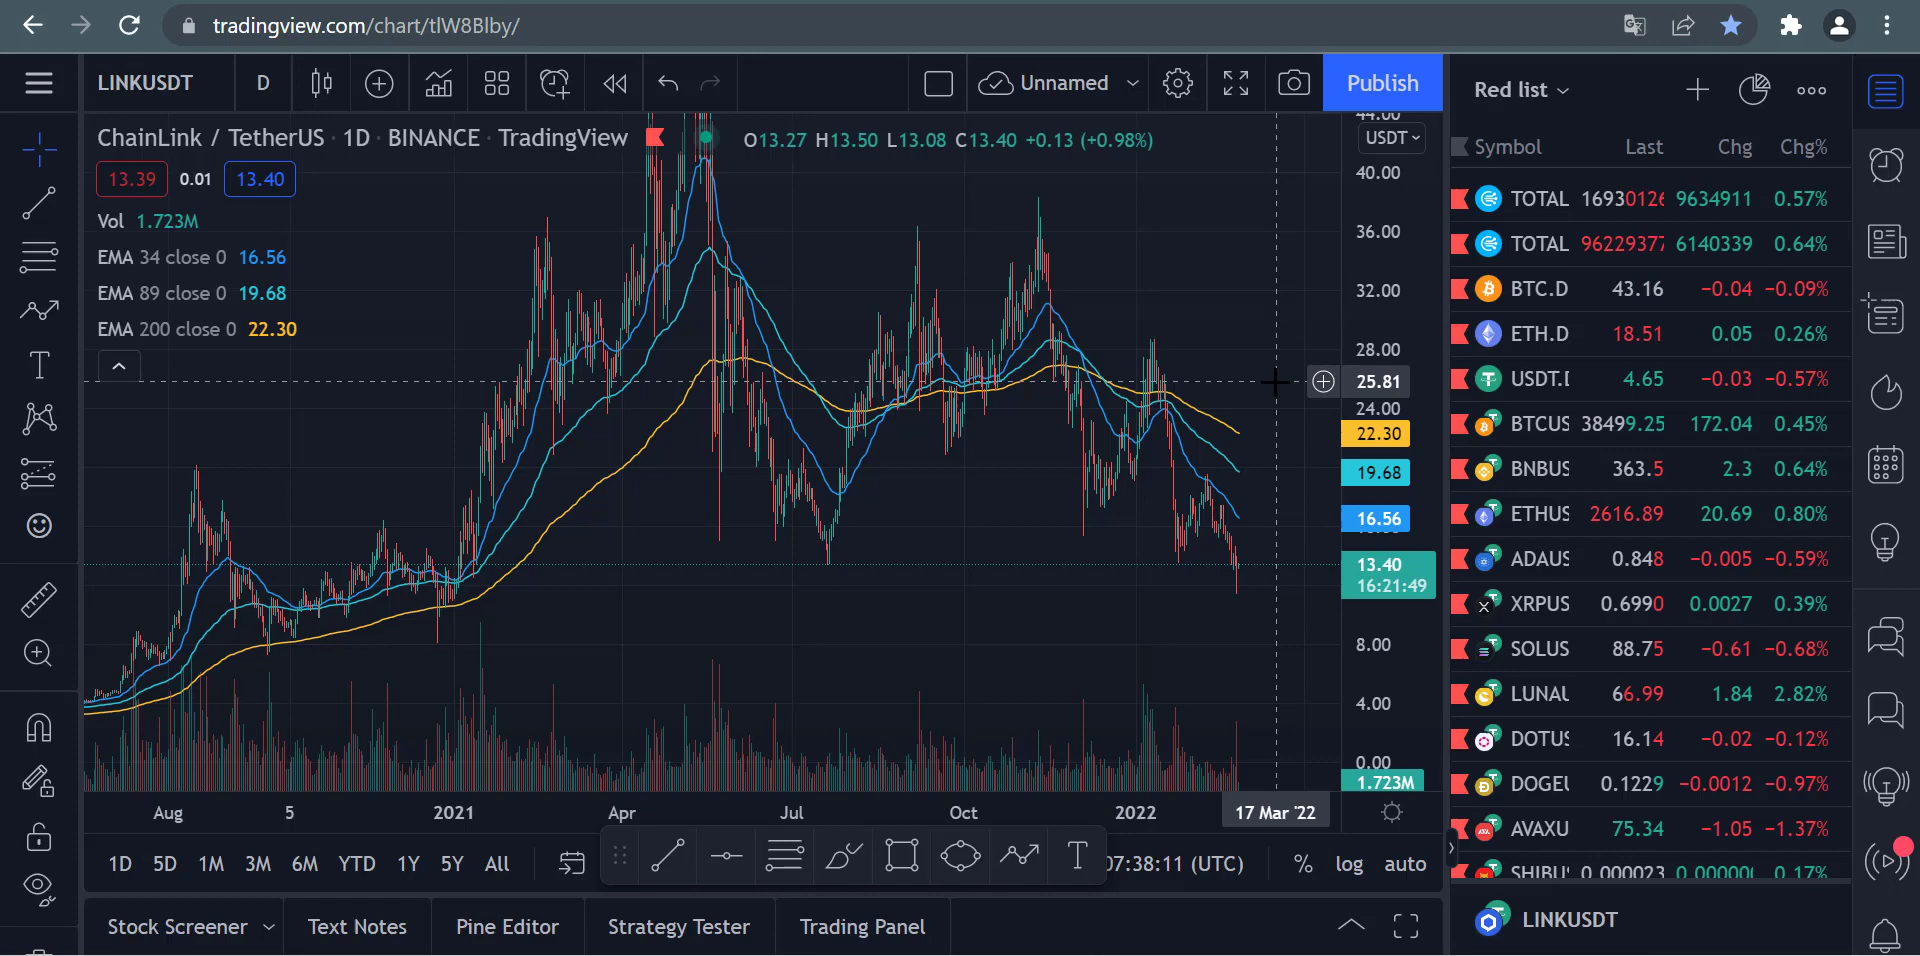 tradingview.com/chart/tlW8Blby/
LINKUSDT D Unnamed Publish
ChainLink / TetherUS · 1D · BINANCE · TradingView O13.27 H13.50 L13.08 C13.40 +0.13 (+0.98%)
13.39 0.01 13.40
Vol 1.723M
EMA 34 close 0 16.56
EMA 89 close 0 19.68
EMA 200 close 0 22.30
44.00
USDT
40.00
36.00
32.00
28.00
25.81
24.00
22.30
19.68
16.56
13.40
16:21:49
8.00
4.00
0.00
1.723M
Aug 5 2021 Apr Jul Oct 2022 17 Mar '22
1D 5D 1M 3M 6M YTD 1Y 5Y All T 07:38:11 (UTC) % log auto
Stock Screener Text Notes Pine Editor Strategy Tester Trading Panel
Red list
Symbol Last Chg Chg%
TOTAL 16930126 9634911 0.57%
TOTAL 96229377 6140339 0.64%
BTC.D 43.16 −0.04 −0.09%
ETH.D 18.51 0.05 0.26%
USDT.D 4.65 −0.03 −0.57%
BTCUS 38499.25 172.04 0.45%
BNBUS 363.5 2.3 0.64%
ETHUS 2616.89 20.69 0.80%
ADAUS 0.848 −0.005 −0.59%
XRPUS 0.6990 0.0027 0.39%
SOLUS 88.75 −0.61 −0.68%
LUNAU 66.99 1.84 2.82%
DOTUS 16.14 −0.02 −0.12%
DOGEU 0.1229 −0.0012 −0.97%
AVAXU 75.34 −1.05 −1.37%
SHIBUS 0.000023 0.000000 0.17%
LINKUSDT